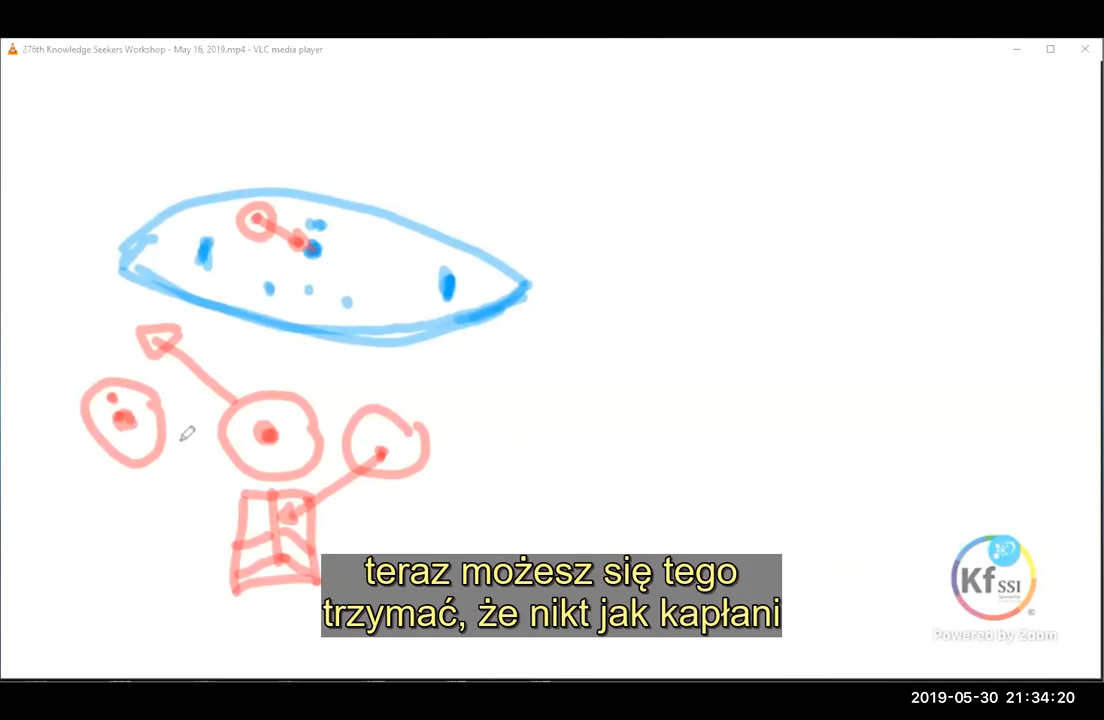 276th Knowledge Seekers Workshop - May 16, 2019.mp4 - VLC media player
teraz możesz się tego
trzymać, że nikt jak kapłani
Kf SSI
Powered by Zoom
2019-05-30 21:34:20